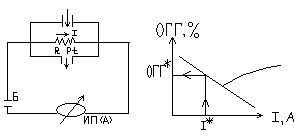 I
R Pt
Б
ИП(А)
ОГГ,%
ОГГ*
I*
I,А